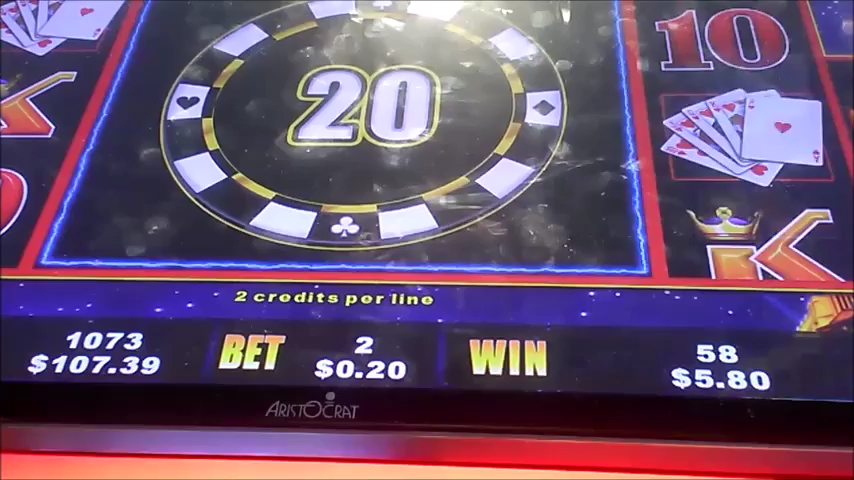 10
20
K
2 credits per line
1073
$107.39
BET
2
$0.20
WIN
58
$5.80
ARISTOCRAT